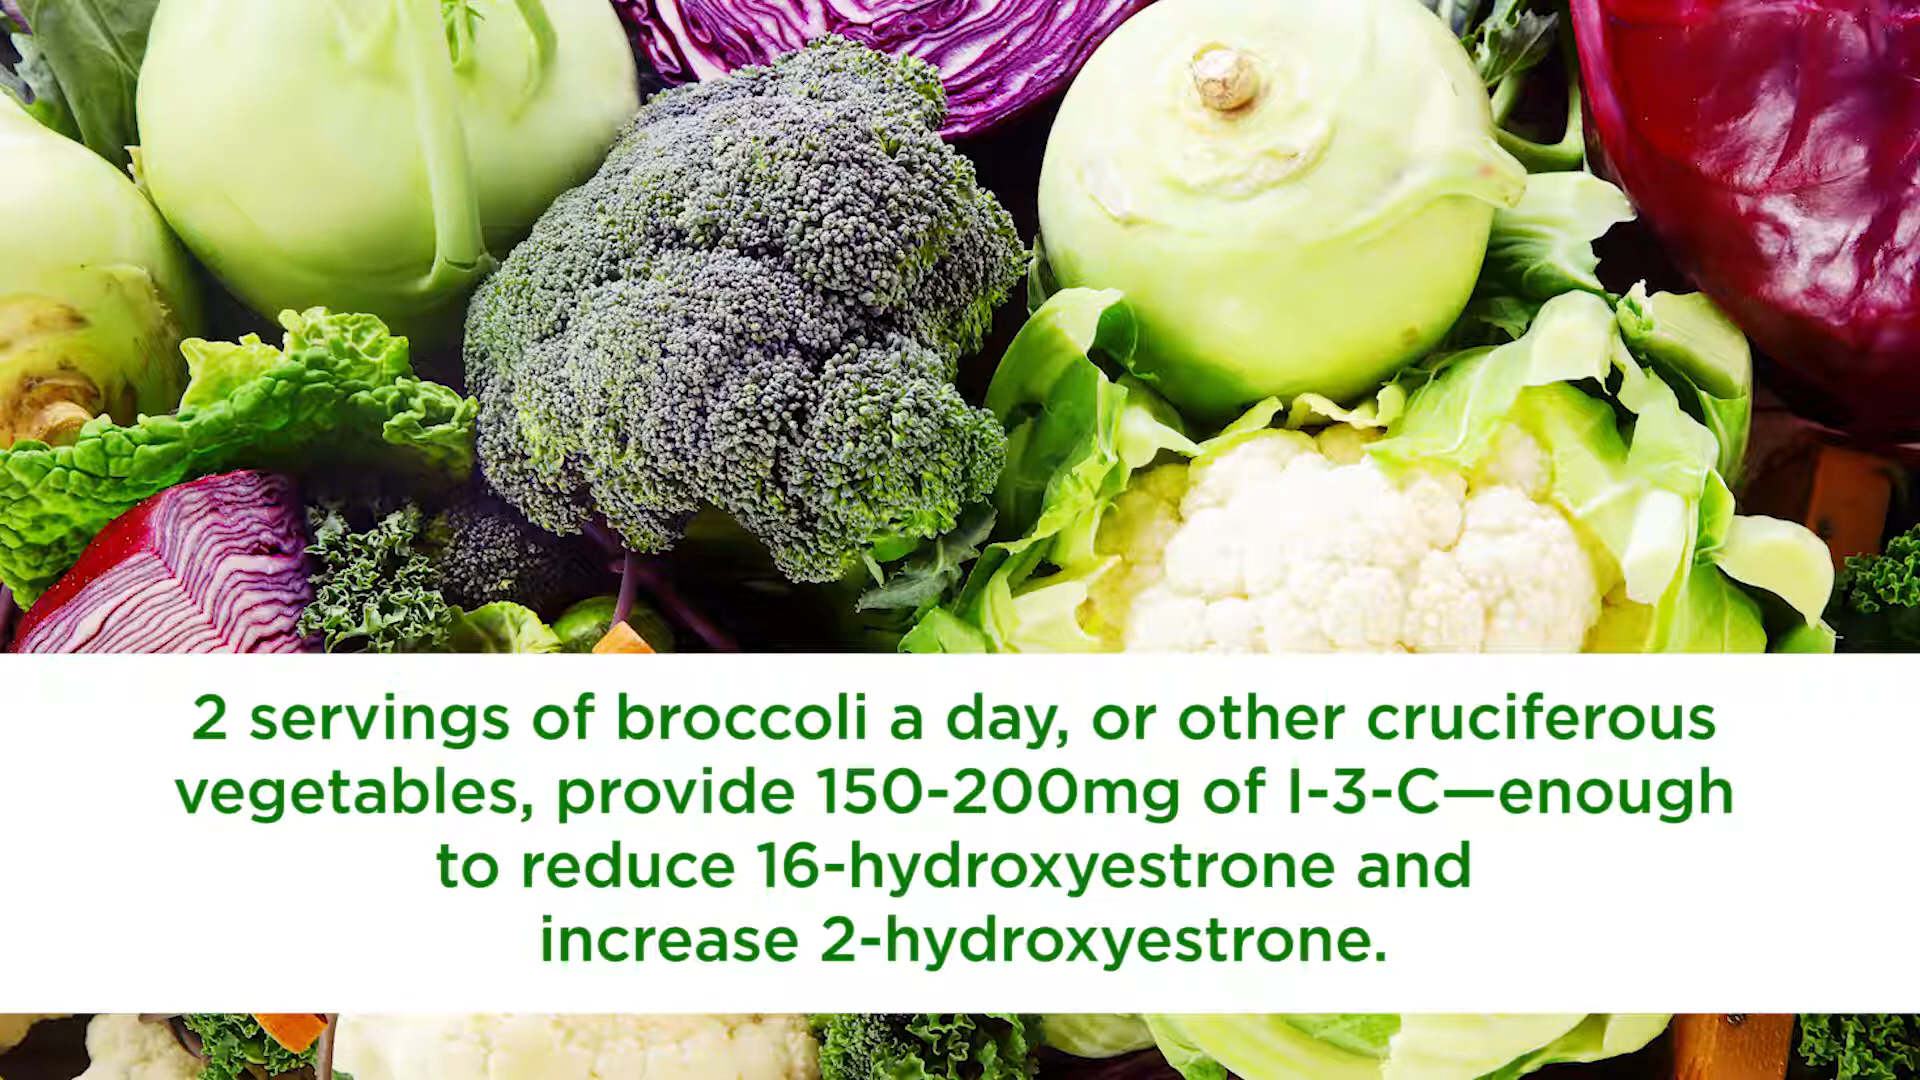 2 servings of broccoli a day, or other cruciferous
vegetables, provide 150-200mg of I-3-C—enough
to reduce 16-hydroxyestrone and
increase 2-hydroxyestrone.